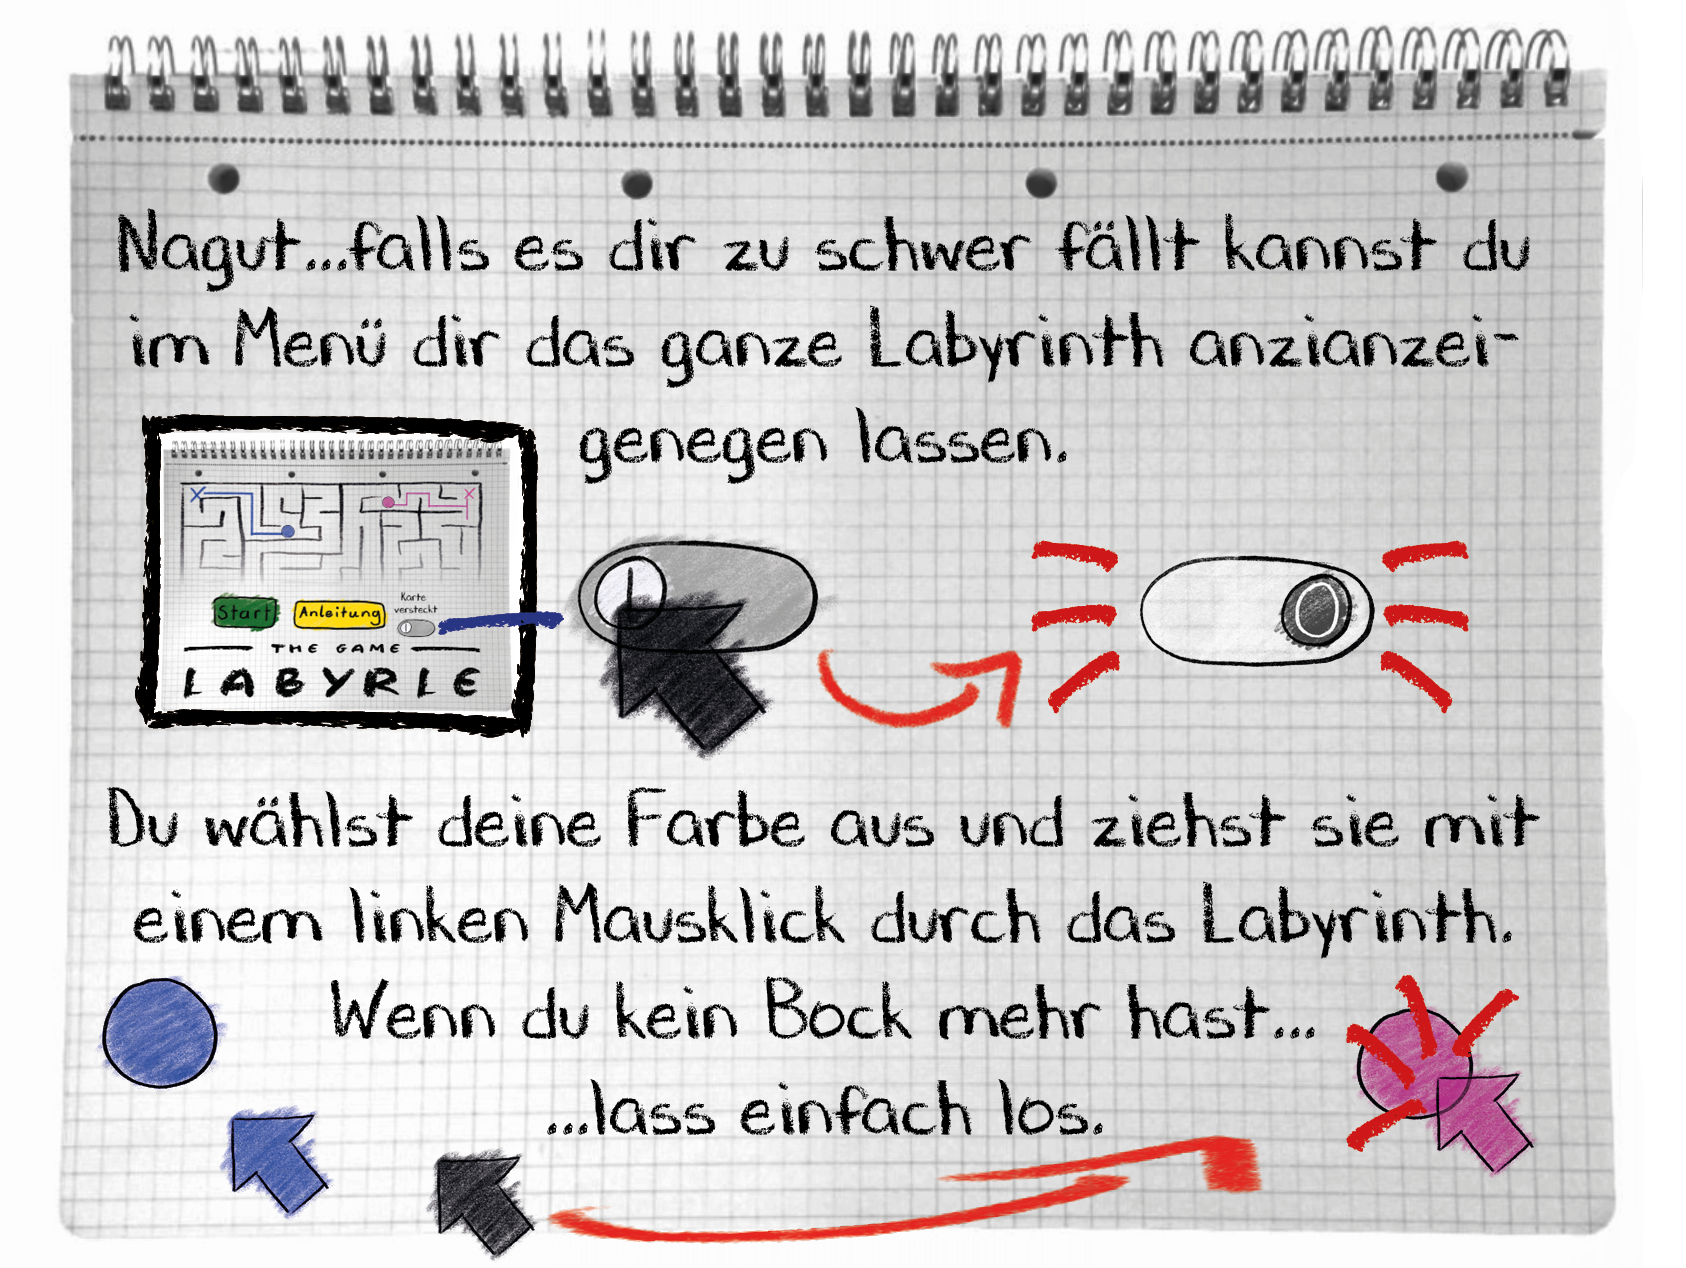 Nagut...falls es dir zu schwer fällt kannst du
im Menü dir das ganze Labyrinth anzianzei-
genegen lassen.
Start
Anleitung
Karte
versteckt
THE GAME
LABYRLE
Du wählst deine Farbe aus und ziehst sie mit
einem linken Mausklick durch das Labyrinth.
Wenn du kein Bock mehr hast...
...lass einfach los.